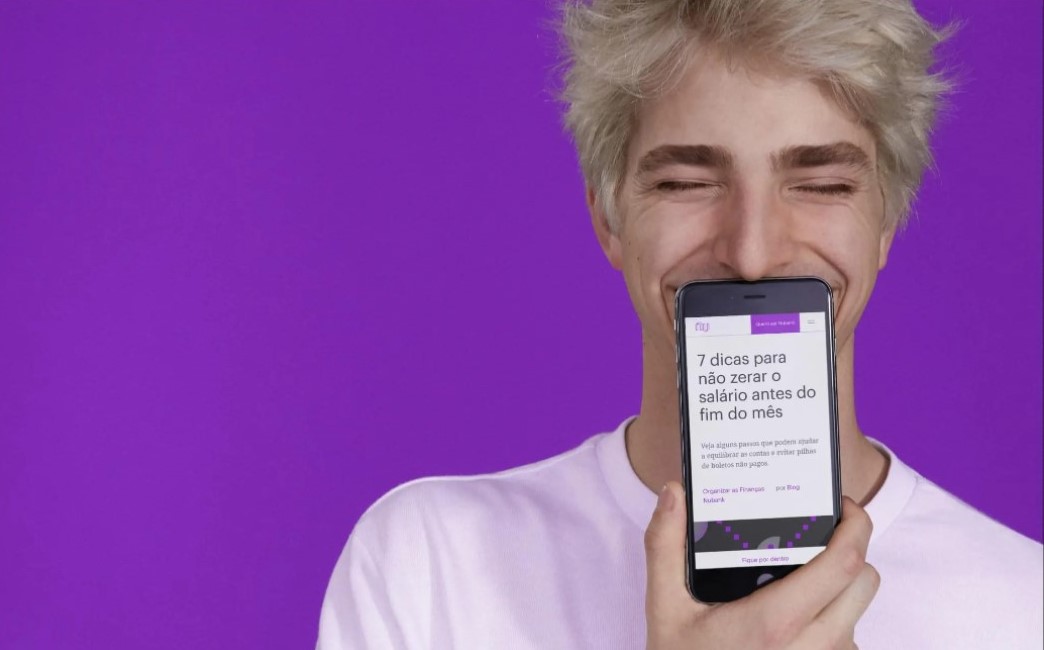 nu
7 dicas para
não zerar o
salário antes do
fim do mês
Veja alguns passos que podem ajudar
a equilibrar as contas e evitar pilhas
de boletos não pagos.
Organizar as Finanças por Blog
Nubank
Fique por dentro